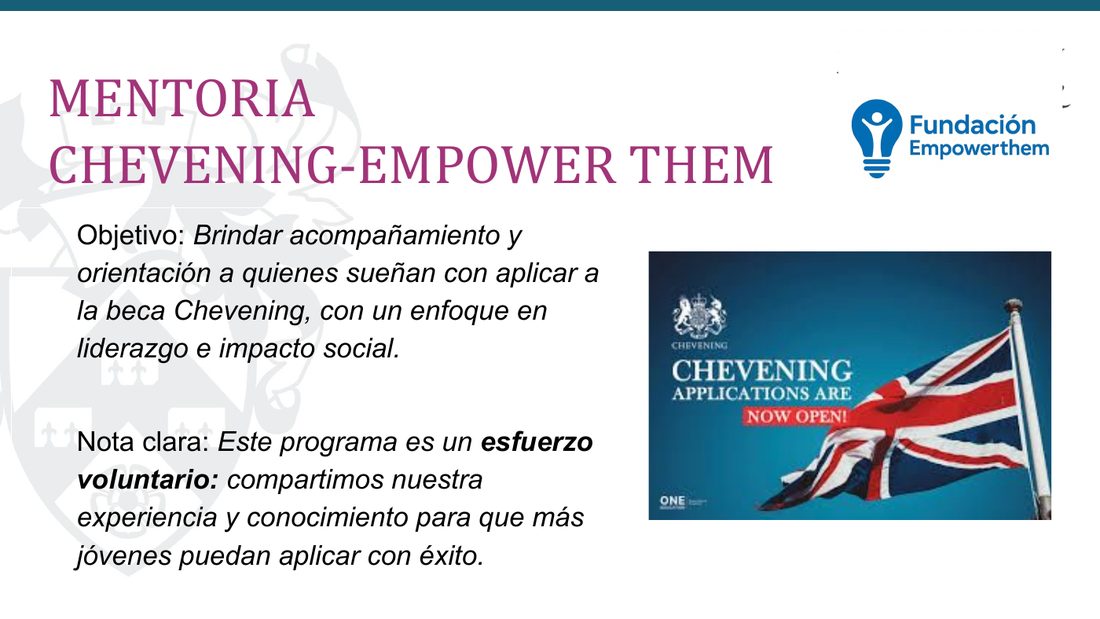 MENTORIA
CHEVENING-EMPOWER THEM
Fundación
Empowerthem
Objetivo: Brindar acompañamiento y
orientación a quienes sueñan con aplicar a
la beca Chevening, con un enfoque en
liderazgo e impacto social.
Nota clara: Este programa es un esfuerzo
voluntario: compartimos nuestra
experiencia y conocimiento para que más
jóvenes puedan aplicar con éxito.
CHEVENING
CHEVENING
APPLICATIONS ARE
NOW OPEN!
ONE